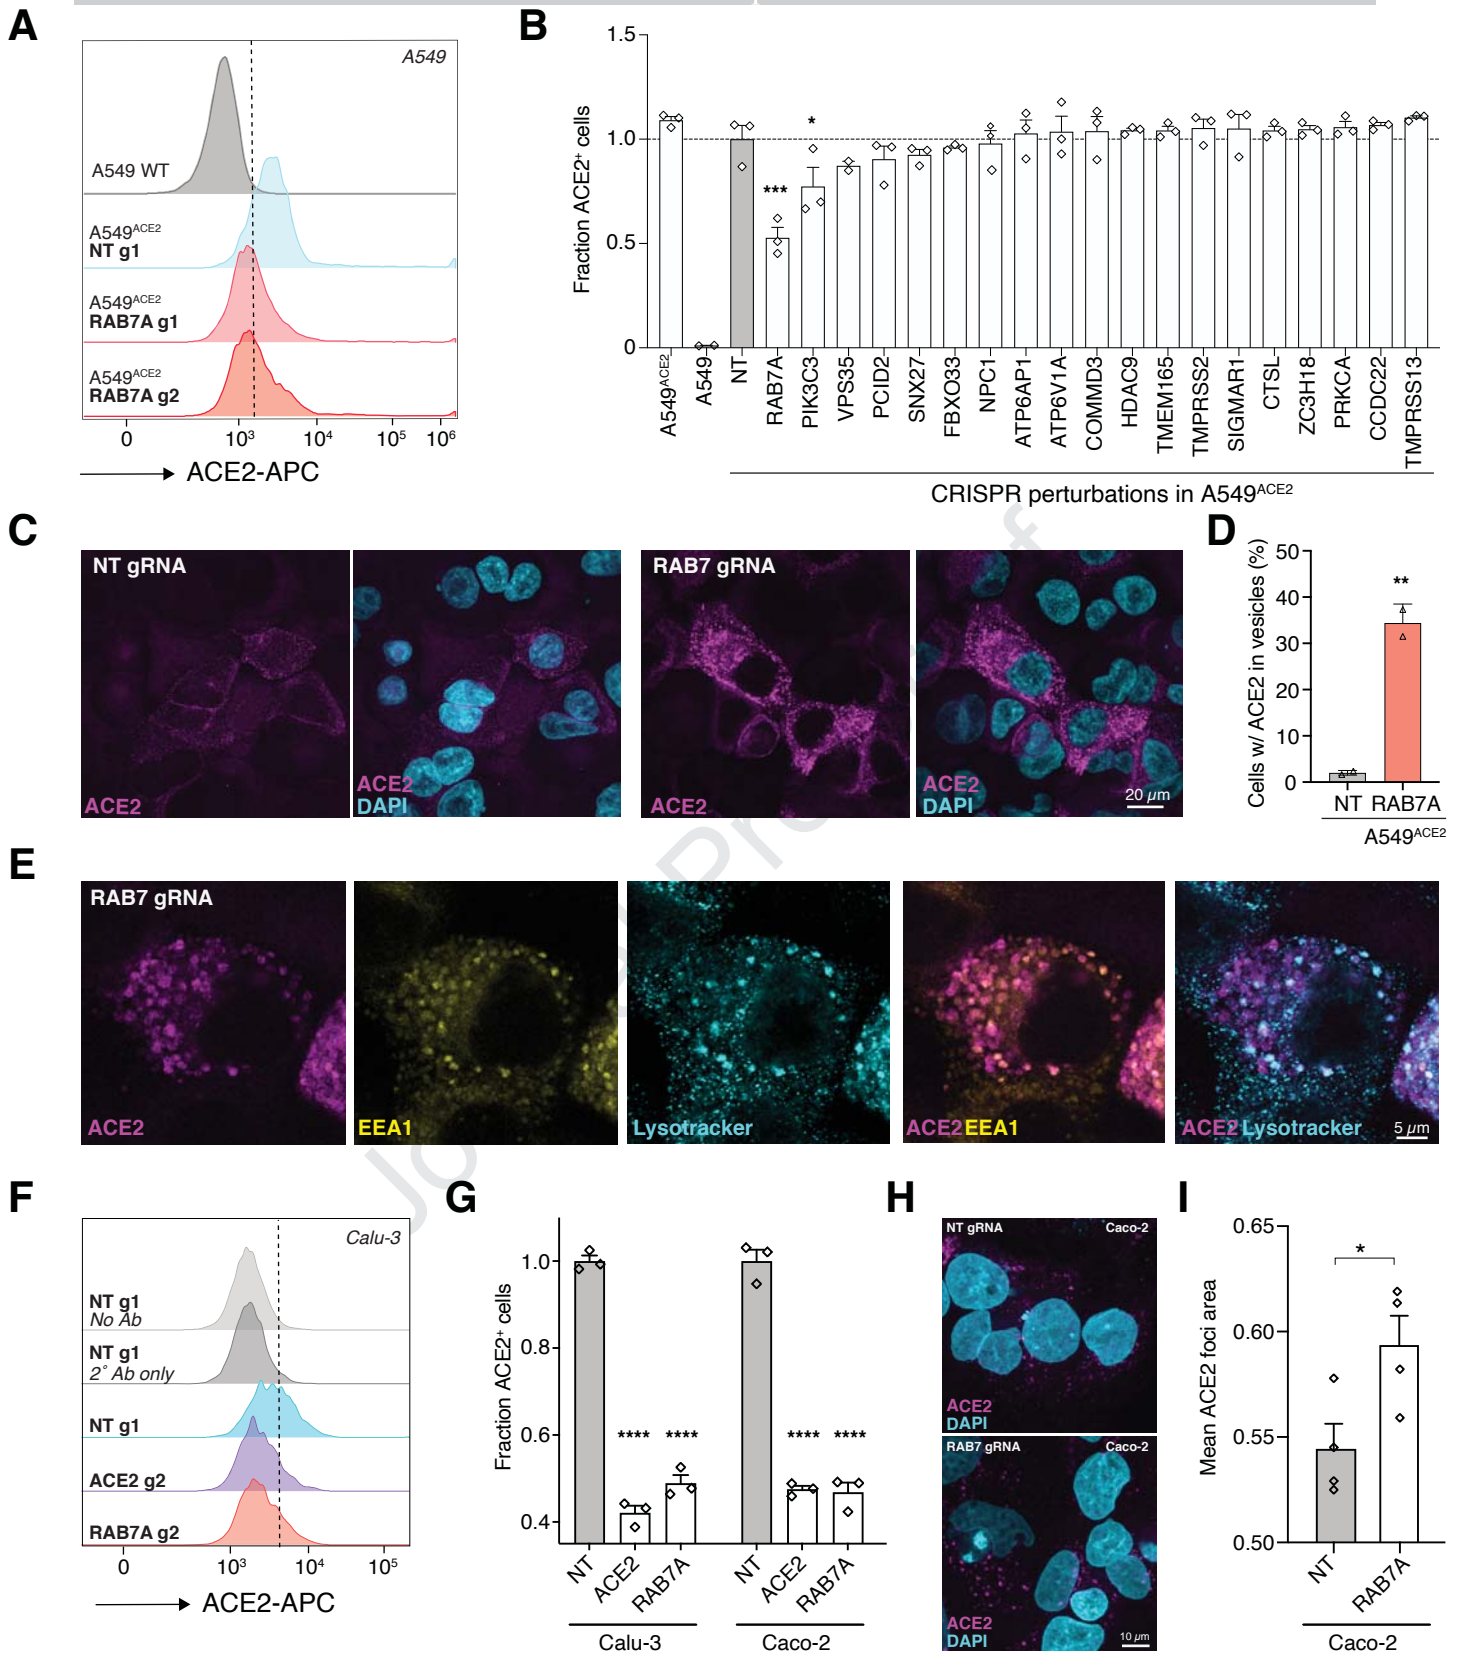 A
A549
A549 WT
A549ACE2
NT g1
A549ACE2
RAB7A g1
A549ACE2
RAB7A g2
0 10³ 10⁴ 10⁵ 10⁶
ACE2-APC
B
Fraction ACE2⁺ cells
1.5
1.0
0.5
0
*** *
A549ACE2 A549 NT RAB7A PIK3C3 VPS35 PCID2 SNX27 FBXO33 NPC1 ATP6AP1 ATP6V1A COMMD3 HDAC9 TMEM165 TMPRSS2 SIGMAR1 CTSL ZC3H18 PRKCA CCDC22 TMPRSS13
CRISPR perturbations in A549ACE2
C
NT gRNA
ACE2
ACE2
DAPI
RAB7 gRNA
ACE2
ACE2
DAPI
20 µm
D
Cells w/ ACE2 in vesicles (%)
50
40
30
20
10
0
**
NT RAB7A
A549ACE2
E
RAB7 gRNA
ACE2
EEA1
Lysotracker
ACE2 EEA1
ACE2 Lysotracker
5 µm
F
Calu-3
NT g1
No Ab
NT g1
2˚ Ab only
NT g1
ACE2 g2
RAB7A g2
0 10³ 10⁴ 10⁵
ACE2-APC
G
Fraction ACE2⁺ cells
1.0
0.8
0.6
0.4
**** **** **** ****
NT ACE2 RAB7A NT ACE2 RAB7A
Calu-3 Caco-2
H
NT gRNA Caco-2
ACE2
DAPI
RAB7 gRNA Caco-2
ACE2
DAPI
10 µm
I
Mean ACE2 foci area
0.65
0.60
0.55
0.50
*
NT RAB7A
Caco-2